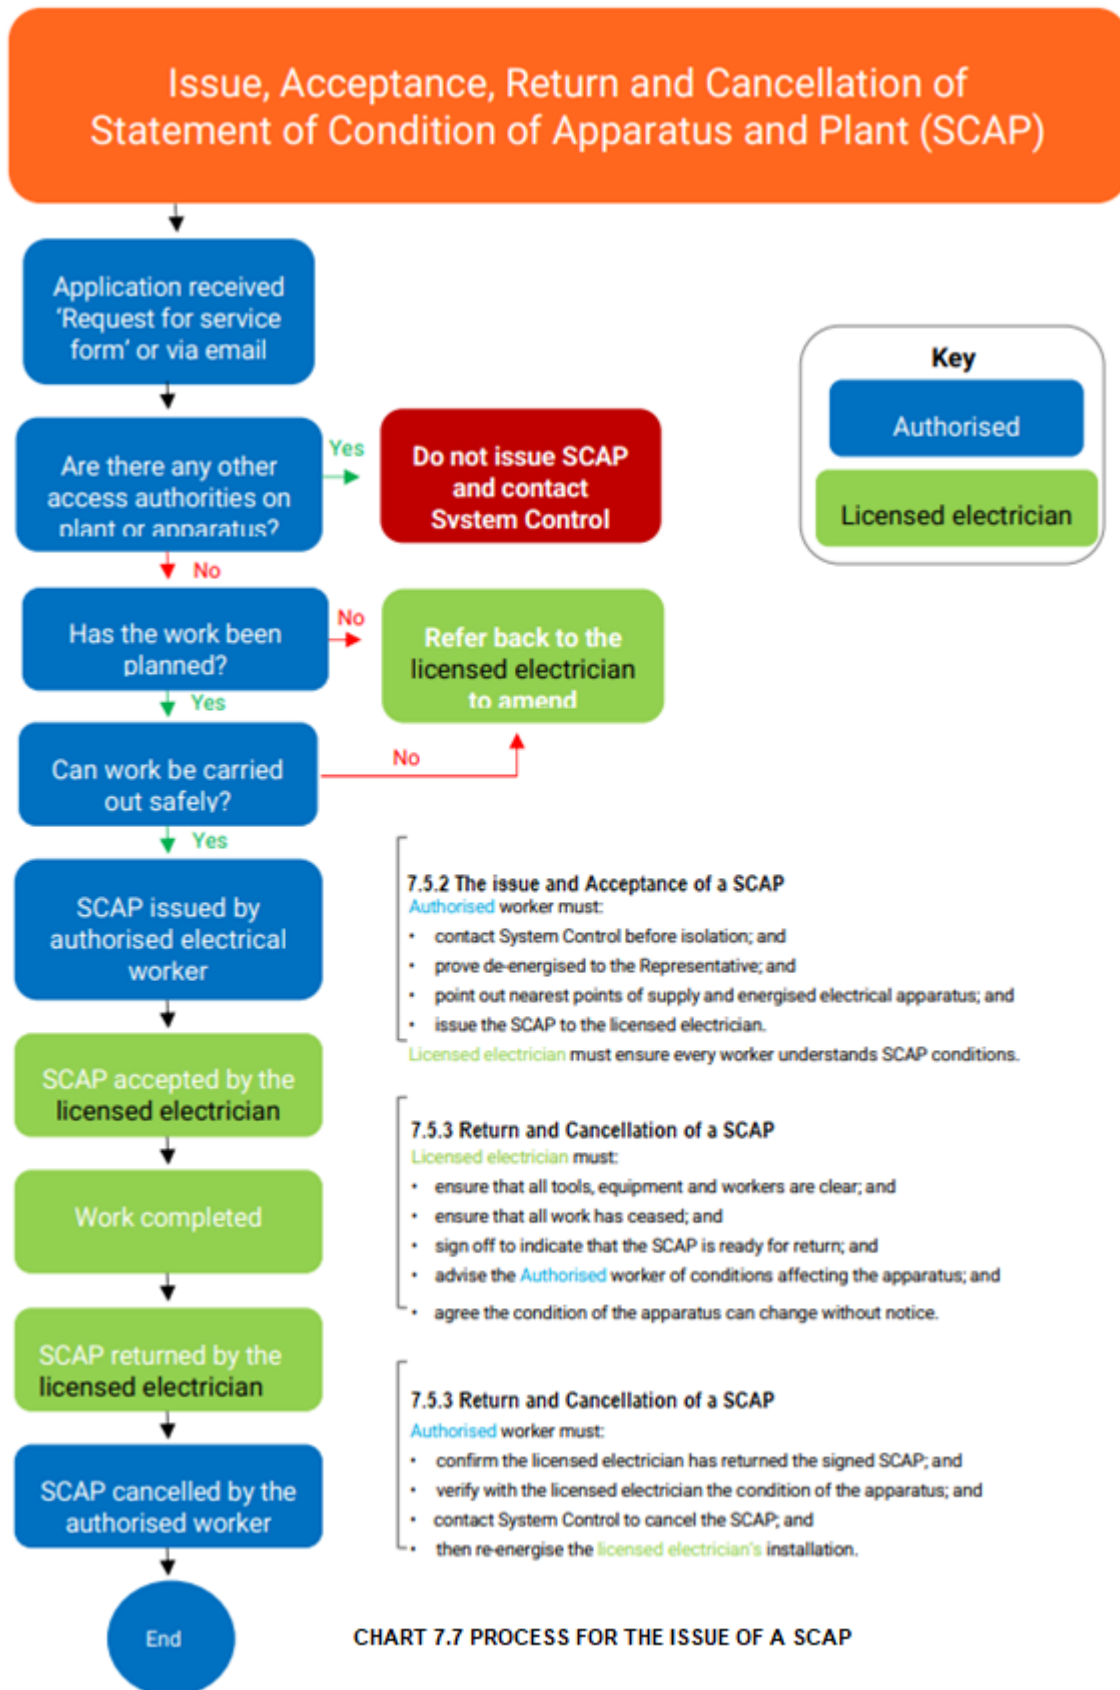 Issue, Acceptance, Return and Cancellation of
Statement of Condition of Apparatus and Plant (SCAP)
Application received
'Request for service
form' or via email
Key
Authorised
Licensed electrician
Are there any other
access authorities on
plant or apparatus?
Yes
Do not issue SCAP
and contact
System Control
No
Has the work been
planned?
No
Refer back to the
licensed electrician
to amend
Yes
Can work be carried
out safely?
No
Yes
SCAP issued by
authorised electrical
worker
7.5.2 The issue and Acceptance of a SCAP
Authorised worker must:
• contact System Control before isolation; and
• prove de-energised to the Representative; and
• point out nearest points of supply and energised electrical apparatus; and
• issue the SCAP to the licensed electrician.
Licensed electrician must ensure every worker understands SCAP conditions.
SCAP accepted by the
licensed electrician
Work completed
7.5.3 Return and Cancellation of a SCAP
Licensed electrician must:
• ensure that all tools, equipment and workers are clear; and
• ensure that all work has ceased; and
• sign off to indicate that the SCAP is ready for return; and
• advise the Authorised worker of conditions affecting the apparatus; and
• agree the condition of the apparatus can change without notice.
SCAP returned by the
licensed electrician
SCAP cancelled by the
authorised worker
7.5.3 Return and Cancellation of a SCAP
Authorised worker must:
• confirm the licensed electrician has returned the signed SCAP; and
• verify with the licensed electrician the condition of the apparatus; and
• contact System Control to cancel the SCAP; and
• then re-energise the licensed electrician's installation.
End
CHART 7.7 PROCESS FOR THE ISSUE OF A SCAP